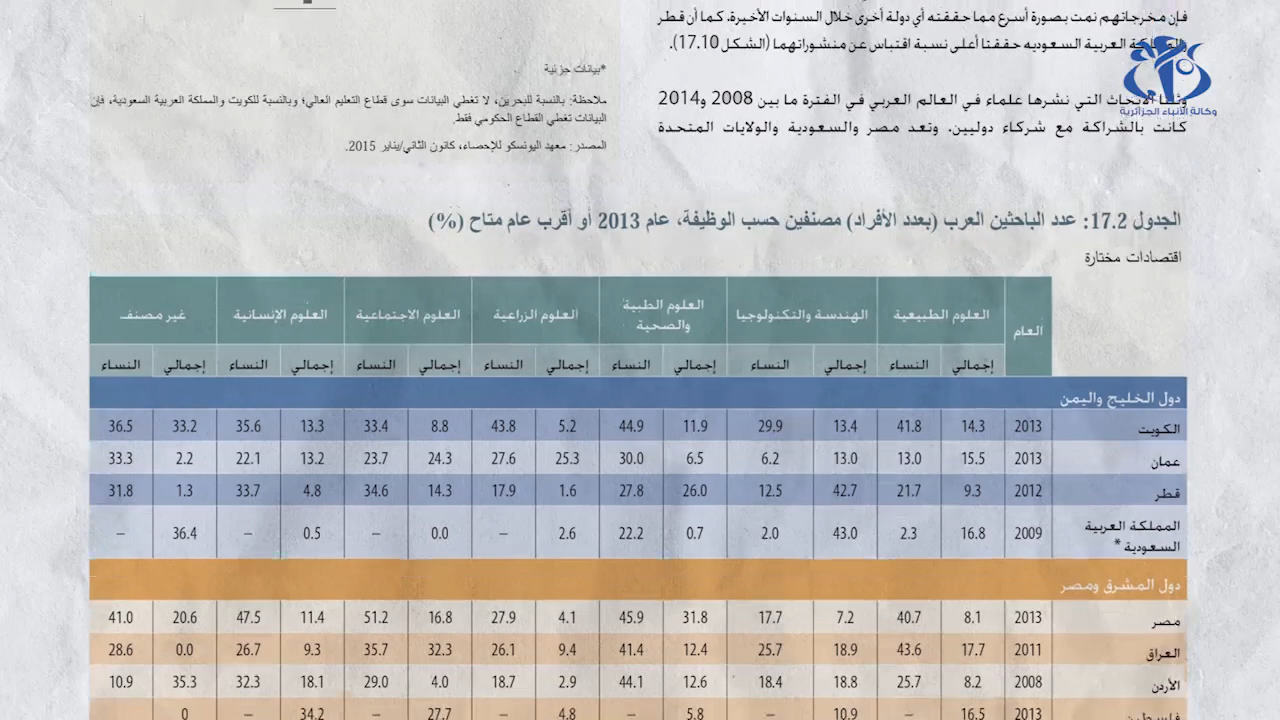 فإن مخرجاتهم نمت بصورة أسرع مما حققته أي دولة أخرى خلال السنوات الأخيرة. كما أن قطر
العربية السعوديه حققتا أعلى نسبة اقتباس عن منشوراتهما (الشكل 17.10).
الأبحاث التي نشرها علماء في العالم العربي في الفترة ما بين 2008 و2014
كانت بالشراكة مع شركاء دوليين. وتعد مصر والسعودية والولايات المتحدة
وكالة الأنباء الجزائرية
*بيانات جزئية
ملاحظة: بالنسبة للبحرين، لا تغطي البيانات سوى قطاع التعليم العالي؛ وبالنسبة للكويت والمملكة العربية السعودية، فإن
البيانات تغطي القطاع الحكومي فقط.
المصدر: معهد اليونسكو للإحصاء، كانون الثاني/يناير 2015.
الجدول 17.2: عدد الباحثين العرب (بعدد الأفراد) مصنفين حسب الوظيفة، عام 2013 أو أقرب عام متاح (%)
اقتصادات مختارة
العام العلوم الطبيعية الهندسة والتكنولوجيا العلوم الطبية والصحية العلوم الزراعية العلوم الاجتماعية العلوم الإنسانية غير مصنف
إجمالي النساء إجمالي النساء إجمالي النساء إجمالي النساء إجمالي النساء إجمالي النساء إجمالي النساء
دول الخليج واليمن
الكويت 2013 14.3 41.8 13.4 29.9 11.9 44.9 5.2 43.8 8.8 33.4 13.3 35.6 33.2 36.5
عمان 2013 15.5 13.0 13.0 6.2 6.5 30.0 25.3 27.6 24.3 23.7 13.2 22.1 2.2 33.3
قطر 2012 9.3 21.7 42.7 12.5 26.0 27.8 1.6 17.9 14.3 34.6 4.8 33.7 1.3 31.8
المملكة العربية السعودية * 2009 16.8 2.3 43.0 2.0 0.7 22.2 2.6 – 0.0 – 0.5 – 36.4 –
دول المشرق ومصر
مصر 2013 8.1 40.7 7.2 17.7 31.8 45.9 4.1 27.9 16.8 51.2 11.4 47.5 20.6 41.0
العراق 2011 17.7 43.6 18.9 25.7 12.4 41.4 9.4 26.1 32.3 35.7 9.3 26.7 0.0 28.6
الأردن 2008 8.2 25.7 18.8 18.4 12.6 44.1 2.9 18.7 4.0 29.0 18.1 32.3 35.3 10.9
فلسطين 2013 16.5 – 10.9 – 5.8 – 4.8 – 27.7 – 34.2 – 0